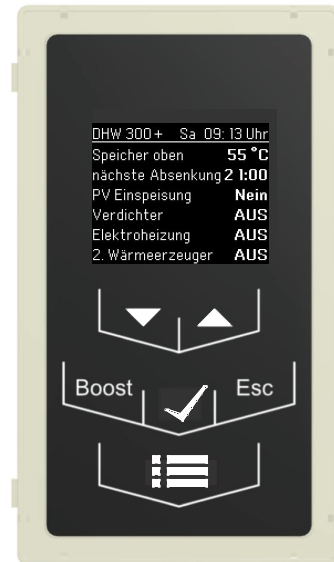 DHW 300+ Sa 09:13 Uhr
Speicher oben 55 °C
nächste Absenkung 21:00
PV Einspeisung Nein
Verdichter AUS
Elektroheizung AUS
2. Wärmeerzeuger AUS
Boost Esc